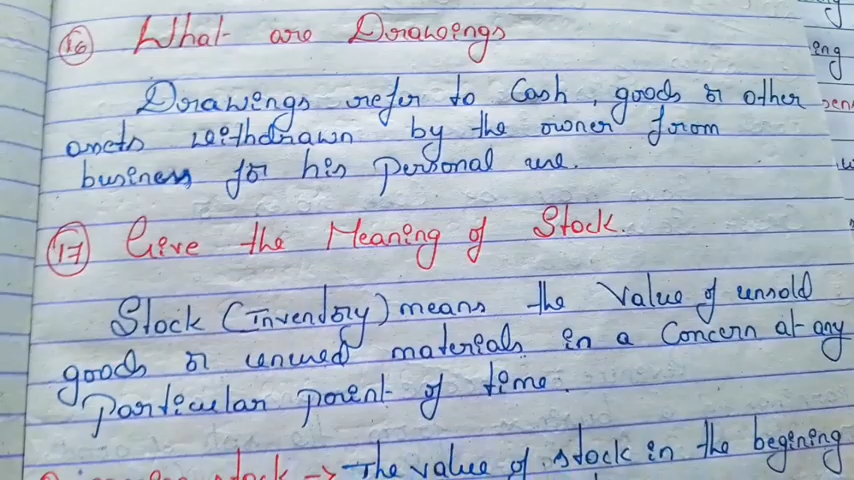 16 What are Drawings
Drawings refer to Cash, goods or other
assets withdrawn by the owner from
business for his personal use.
17 Give the Meaning of Stock.
Stock (Inventory) means the Value of unsold
goods or unused materials in a Concern at any
particular point of time.
stock → The value of stock in the begining